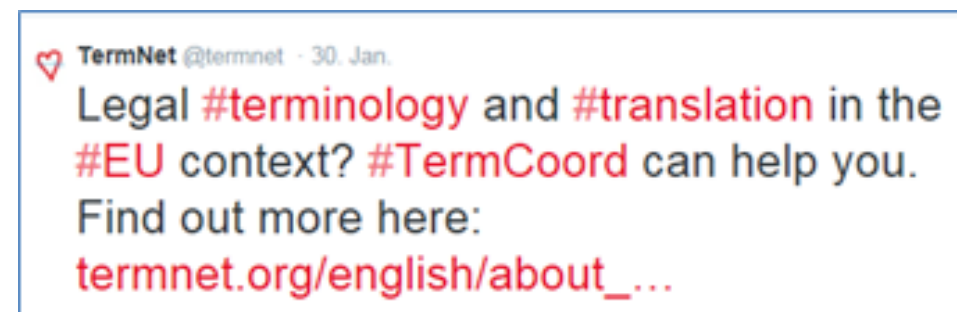 TermNet @termnet · 30. Jan.
Legal #terminology and #translation in the
#EU context? #TermCoord can help you.
Find out more here:
termnet.org/english/about_...